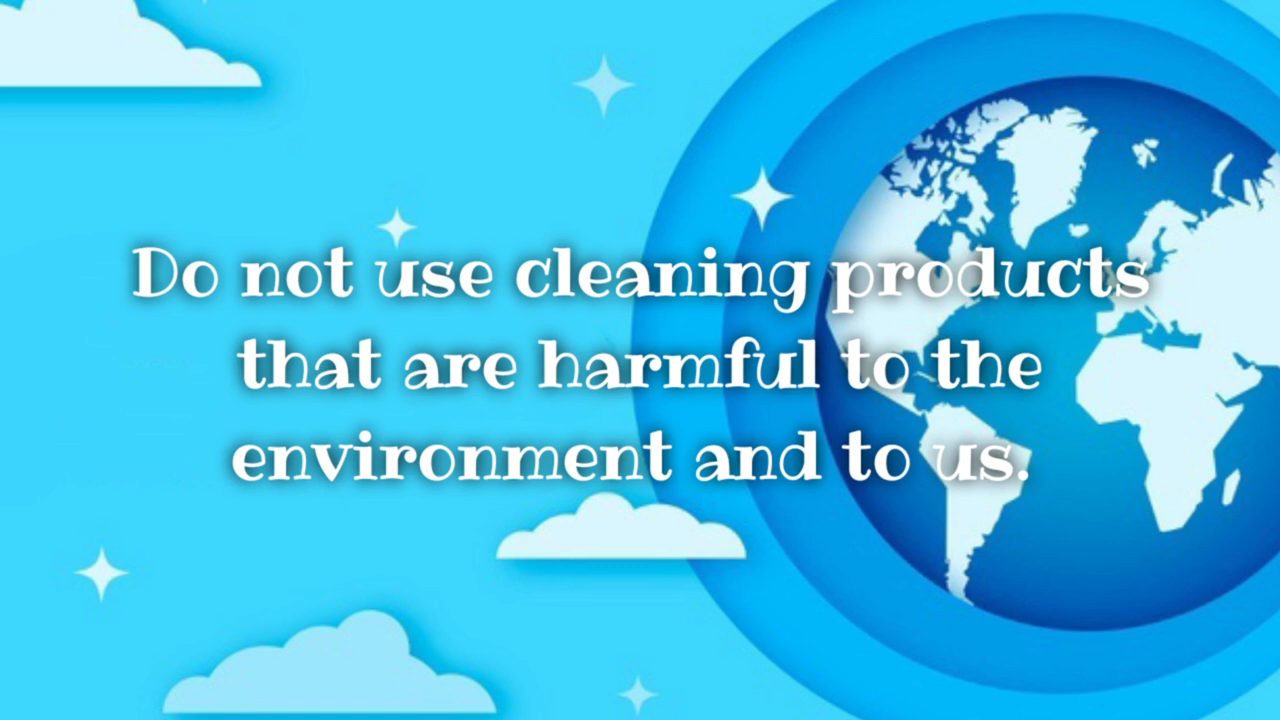 Do not use cleaning products
that are harmful to the
environment and to us.